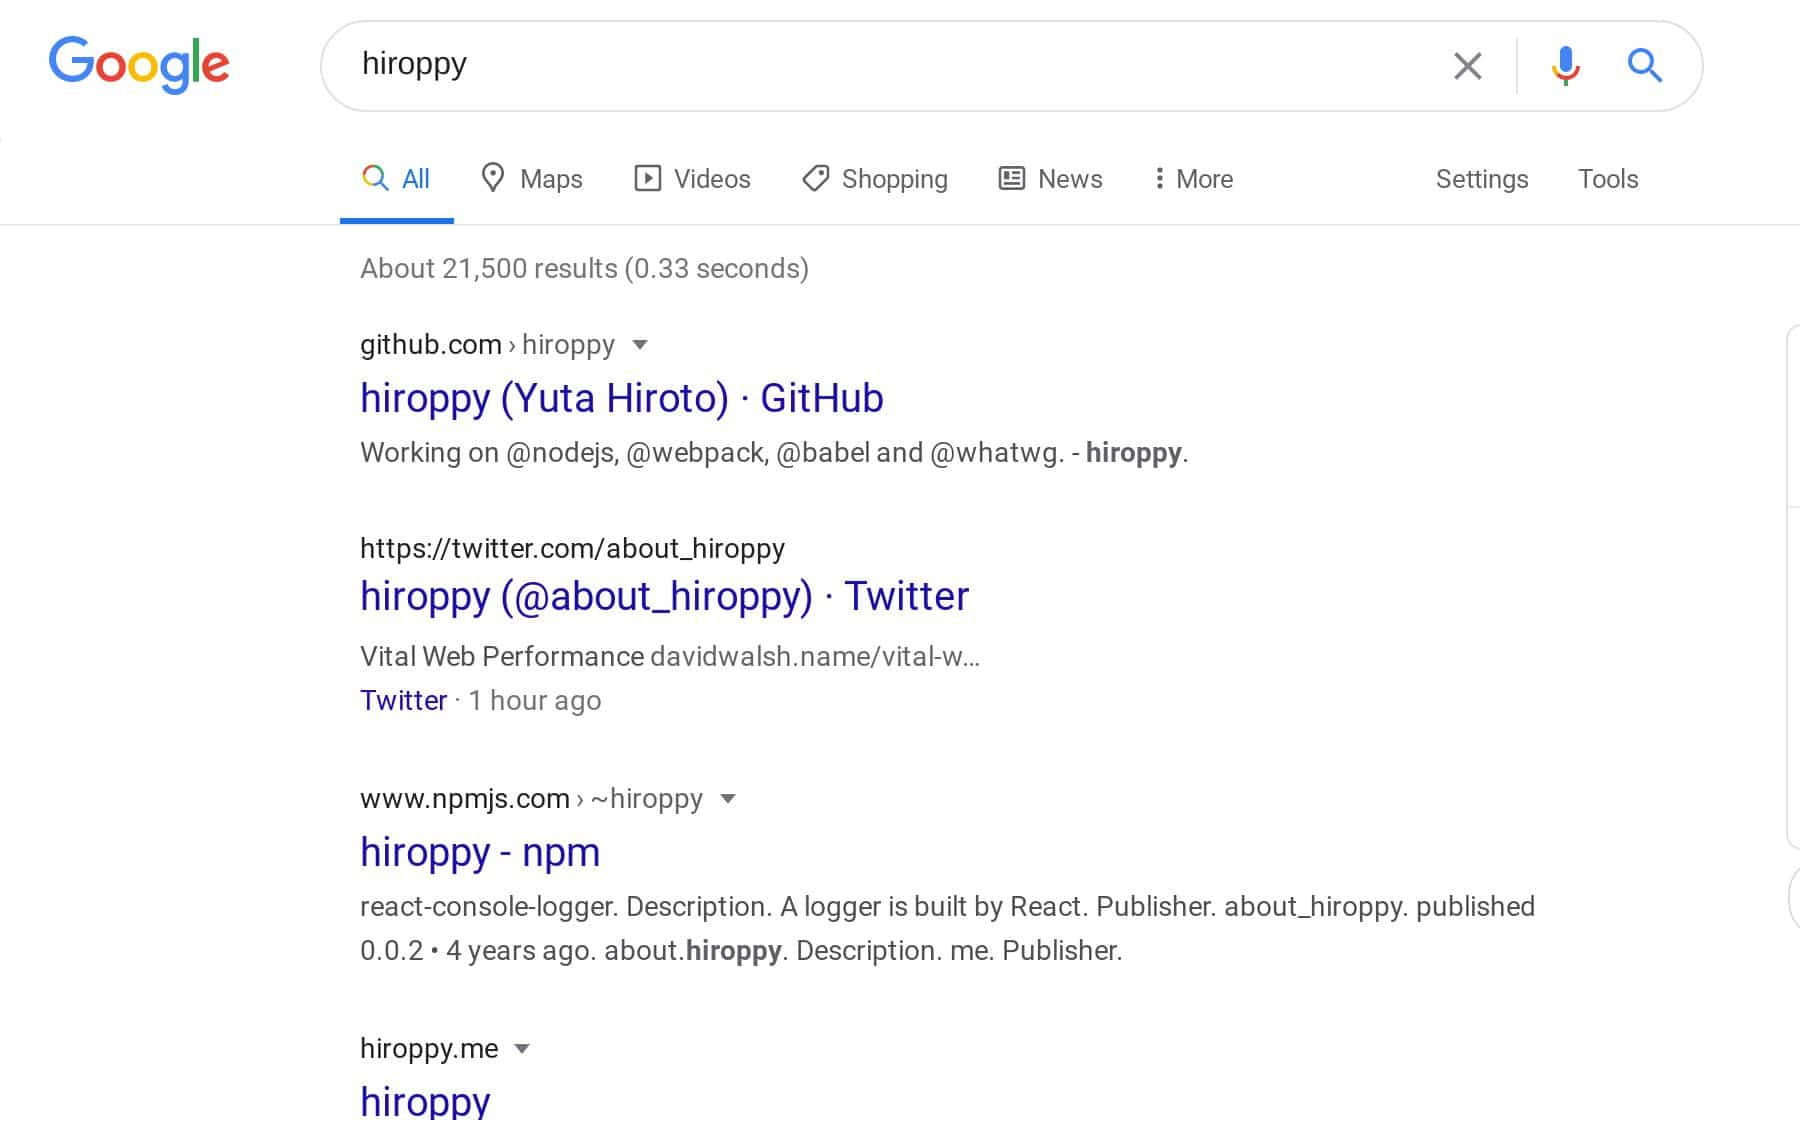 Google
hiroppy
All Maps Videos Shopping News More Settings Tools
About 21,500 results (0.33 seconds)
github.com › hiroppy
hiroppy (Yuta Hiroto) · GitHub
Working on @nodejs, @webpack, @babel and @whatwg. - hiroppy.
https://twitter.com/about_hiroppy
hiroppy (@about_hiroppy) · Twitter
Vital Web Performance davidwalsh.name/vital-w...
Twitter · 1 hour ago
www.npmjs.com › ~hiroppy
hiroppy - npm
react-console-logger. Description. A logger is built by React. Publisher. about_hiroppy. published
0.0.2 • 4 years ago. about.hiroppy. Description. me. Publisher.
hiroppy.me
hiroppy